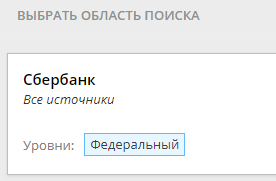 ВЫБРАТЬ ОБЛАСТЬ ПОИСКА
Сбербанк
Все источники
Уровни: Федеральный